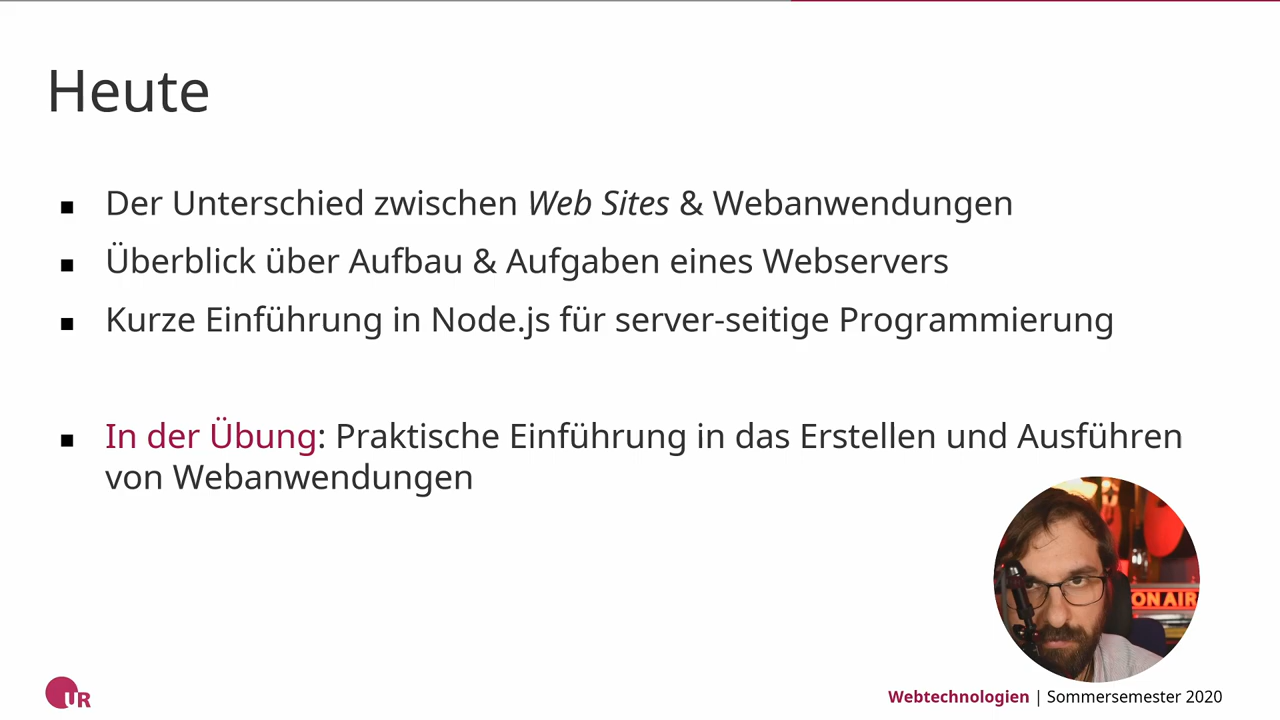 Heute
Der Unterschied zwischen Web Sites & Webanwendungen
Überblick über Aufbau & Aufgaben eines Webservers
Kurze Einführung in Node.js für server-seitige Programmierung
In der Übung: Praktische Einführung in das Erstellen und Ausführen
von Webanwendungen
ON AIR
UR
Webtechnologien | Sommersemester 2020